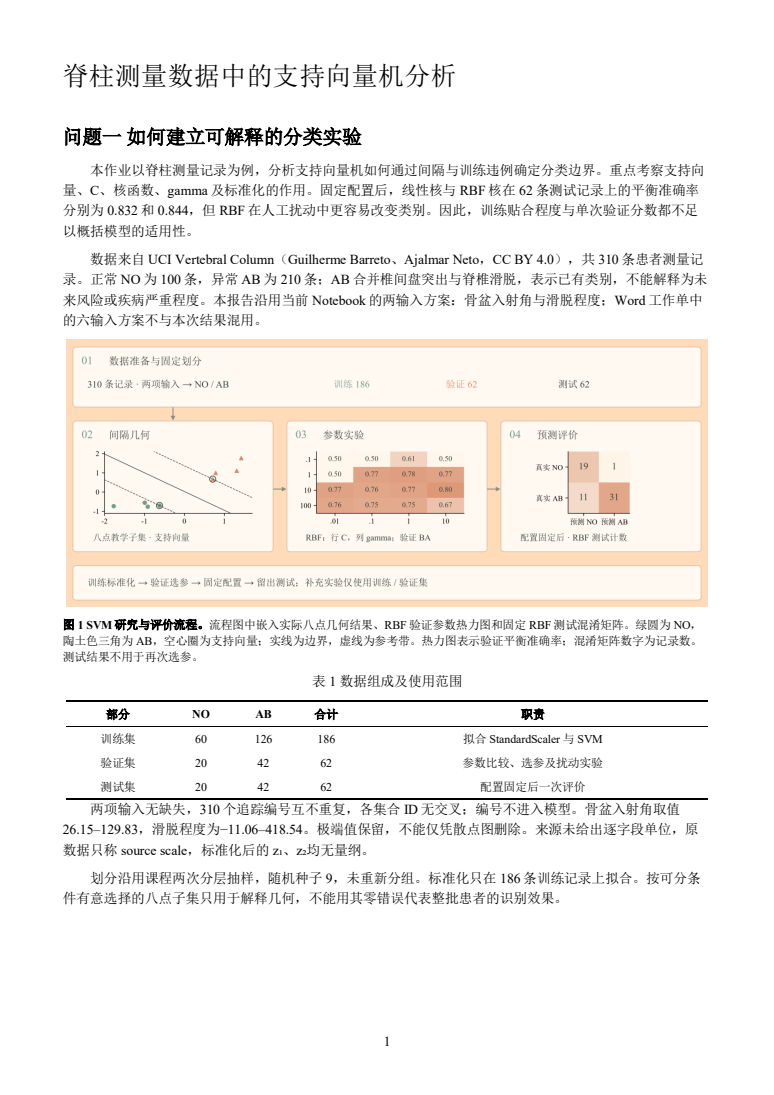 脊柱测量数据中的支持向量机分析
问题一 如何建立可解释的分类实验
本作业以脊柱测量记录为例，分析支持向量机如何通过间隔与训练违例确定分类边界。重点考察支持向
量、C、核函数、gamma 及标准化的作用。固定配置后，线性核与 RBF 核在 62 条测试记录上的平衡准确率
分别为 0.832 和 0.844，但 RBF 在人工扰动中更容易改变类别。因此，训练贴合程度与单次验证分数都不足
以概括模型的适用性。
数据来自 UCI Vertebral Column（Guilherme Barreto、Ajalmar Neto，CC BY 4.0），共 310 条患者测量记
录。正常 NO 为 100 条，异常 AB 为 210 条；AB 合并椎间盘突出与脊椎滑脱，表示已有类别，不能解释为未
来风险或疾病严重程度。本报告沿用当前 Notebook 的两输入方案：骨盆入射角与滑脱程度；Word 工作单中
的六输入方案不与本次结果混用。
01 数据准备与固定划分
310 条记录 · 两项输入 → NO / AB 训练 186 验证 62 测试 62
02 间隔几何
2
1
0
-1
-2 -1 0 1
八点教学子集 · 支持向量
03 参数实验
.1 0.50 0.50 0.61 0.50
1 0.50 0.77 0.78 0.77
10 0.77 0.76 0.77 0.80
100 0.76 0.75 0.75 0.67
.01 .1 1 10
RBF：行 C，列 gamma；验证 BA
04 预测评价
真实 NO 19 1
真实 AB 11 31
预测 NO 预测 AB
配置固定后 · RBF 测试计数
训练标准化 → 验证选参 → 固定配置 → 留出测试；补充实验仅使用训练 / 验证集
图 1 SVM 研究与评价流程。流程图中嵌入实际八点几何结果、RBF 验证参数热力图和固定 RBF 测试混淆矩阵。绿圆为 NO，
陶土色三角为 AB，空心圈为支持向量；实线为边界，虚线为参考带。热力图表示验证平衡准确率；混淆矩阵数字为记录数。
测试结果不用于再次选参。
表 1 数据组成及使用范围
部分 NO AB 合计 职责
训练集 60 126 186 拟合 StandardScaler 与 SVM
验证集 20 42 62 参数比较、选参及扰动实验
测试集 20 42 62 配置固定后一次评价
两项输入无缺失，310 个追踪编号互不重复，各集合 ID 无交叉；编号不进入模型。骨盆入射角取值
26.15–129.83，滑脱程度为−11.06–418.54。极端值保留，不能仅凭散点图删除。来源未给出逐字段单位，原
数据只称 source scale，标准化后的 z₁、z₂均无量纲。
划分沿用课程两次分层抽样，随机种子 9，未重新分组。标准化只在 186 条训练记录上拟合。按可分条
件有意选择的八点子集只用于解释几何，不能用其零错误代表整批患者的识别效果。
1